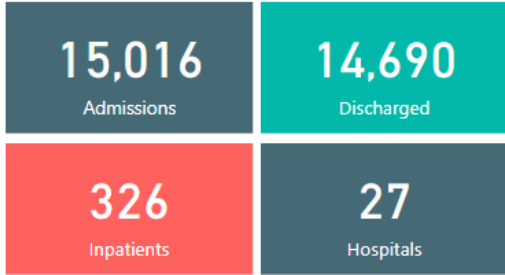 15,016
Admissions
14,690
Discharged
326
Inpatients
27
Hospitals